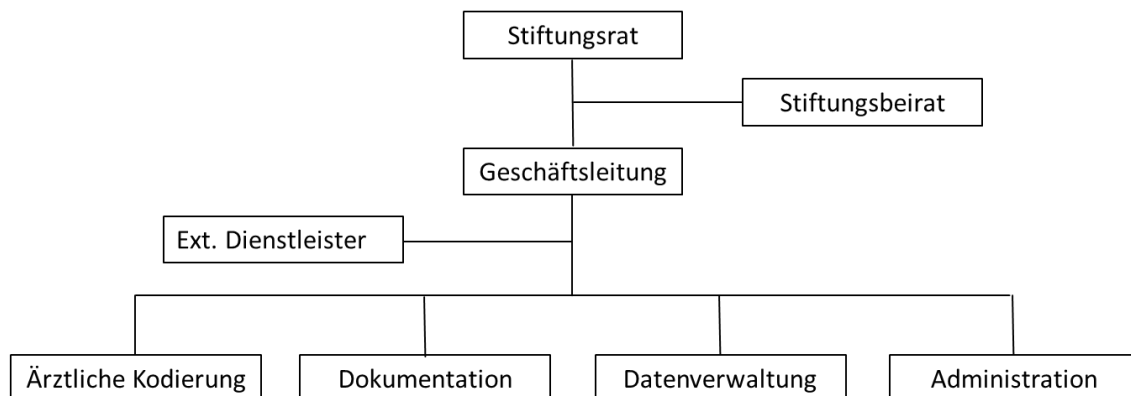 Stiftungsrat
Stiftungsbeirat
Geschäftsleitung
Ext. Dienstleister
Ärztliche Kodierung
Dokumentation
Datenverwaltung
Administration